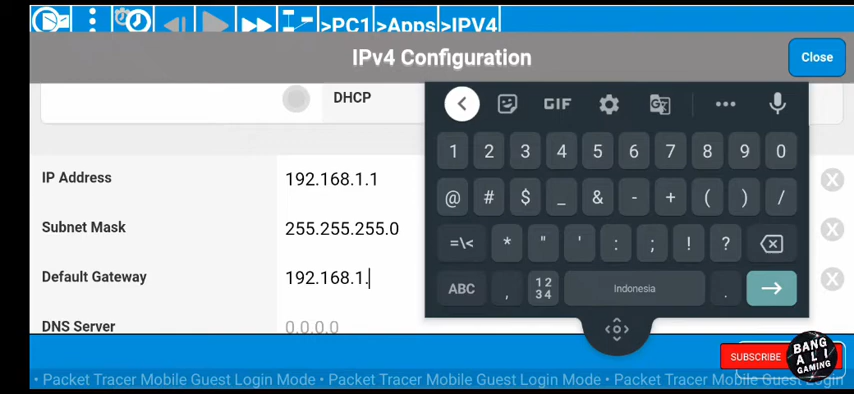 >PC1 >Apps >IPV4
IPv4 Configuration
Close
DHCP
GIF
1 2 3 4 5 6 7 8 9 0
IP Address 192.168.1.1
@ # $ _ & - + ( ) /
Subnet Mask 255.255.255.0
=\< * " ' : ; ! ?
Default Gateway 192.168.1.
ABC , 12 34 Indonesia .
DNS Server 0.0.0.0
SUBSCRIBE
BANG
ALI
GAMING
• Packet Tracer Mobile Guest Login Mode • Packet Tracer Mobile Guest Login Mode • Packet Tracer Mobile Guest Login